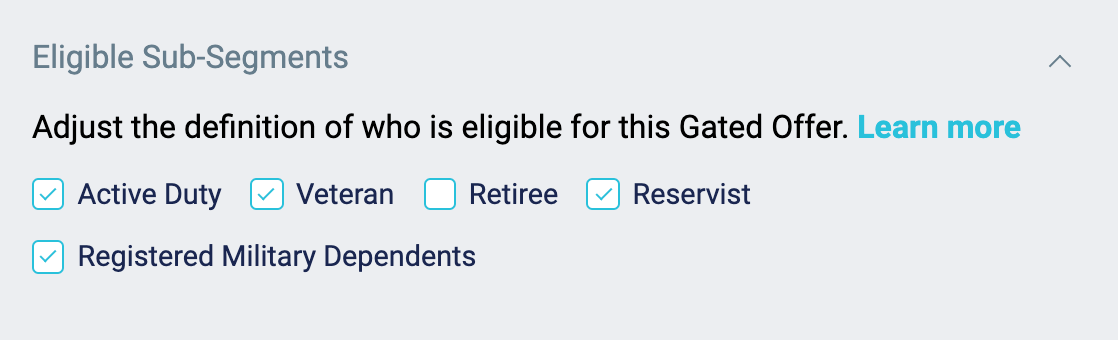 Eligible Sub-Segments
Adjust the definition of who is eligible for this Gated Offer. Learn more
Active Duty Veteran Retiree Reservist
Registered Military Dependents